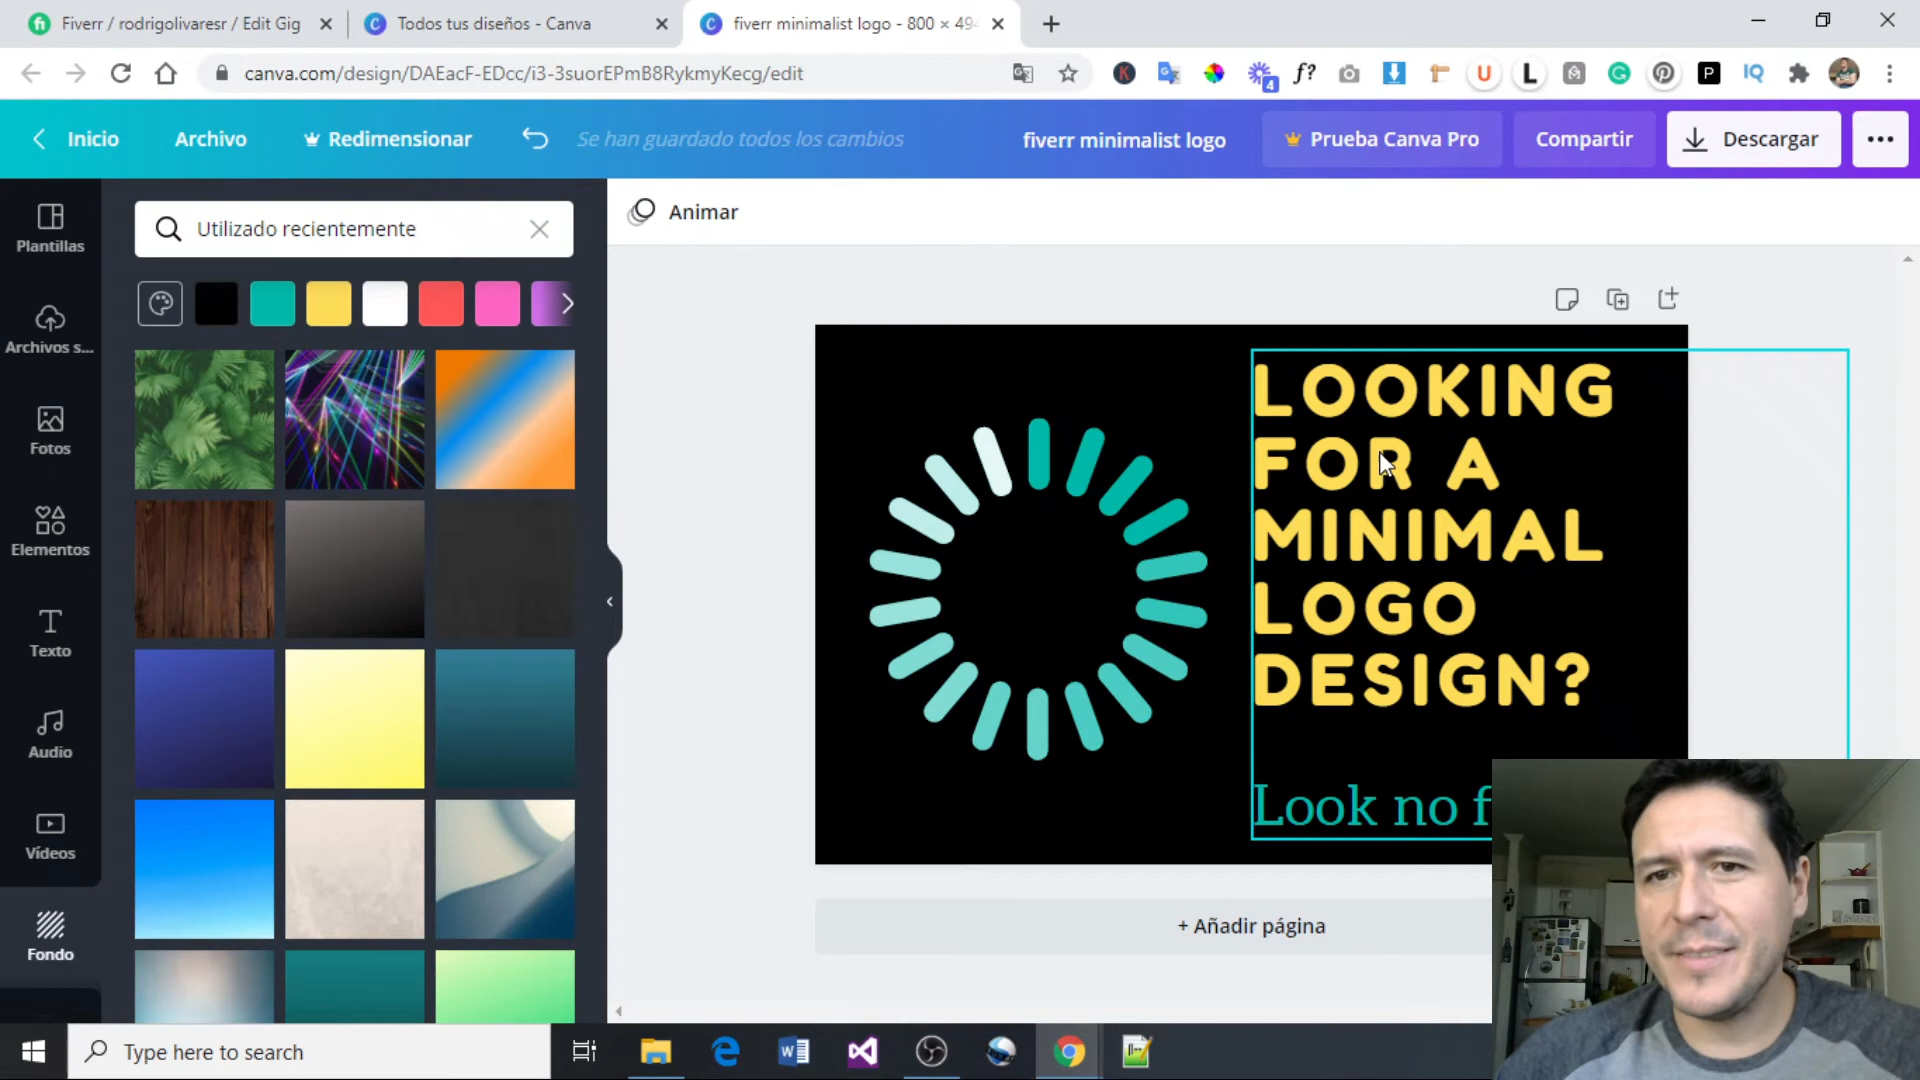 Fiverr / rodrigolivaresr / Edit Gig
Todos tus diseños - Canva
fiverr minimalist logo - 800 × 494
canva.com/design/DAEacF-EDcc/i3-3suorEPmB8RykmyKecg/edit
4
f?
U
L
P
IQ
Inicio
Archivo
Redimensionar
Se han guardado todos los cambios
fiverr minimalist logo
Prueba Canva Pro
Compartir
Descargar
Plantillas
Archivos s...
Fotos
Elementos
Texto
Audio
Vídeos
Fondo
Utilizado recientemente
Animar
LOOKING
FOR A
MINIMAL
LOGO
DESIGN?
Look no f
+ Añadir página
Type here to search